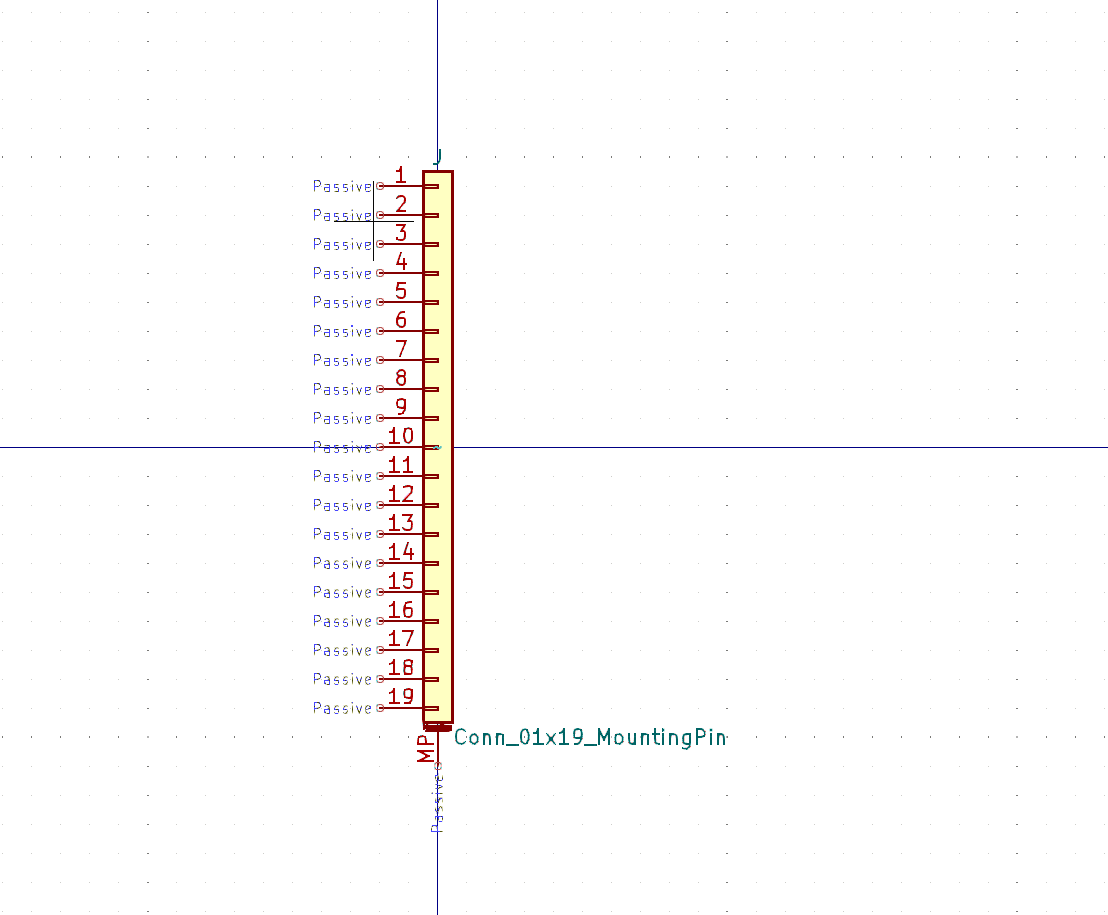 J
Passive 1
Passive 2
Passive 3
Passive 4
Passive 5
Passive 6
Passive 7
Passive 8
Passive 9
Passive 10
Passive 11
Passive 12
Passive 13
Passive 14
Passive 15
Passive 16
Passive 17
Passive 18
Passive 19
MP
Conn_01x19_MountingPin
Passive